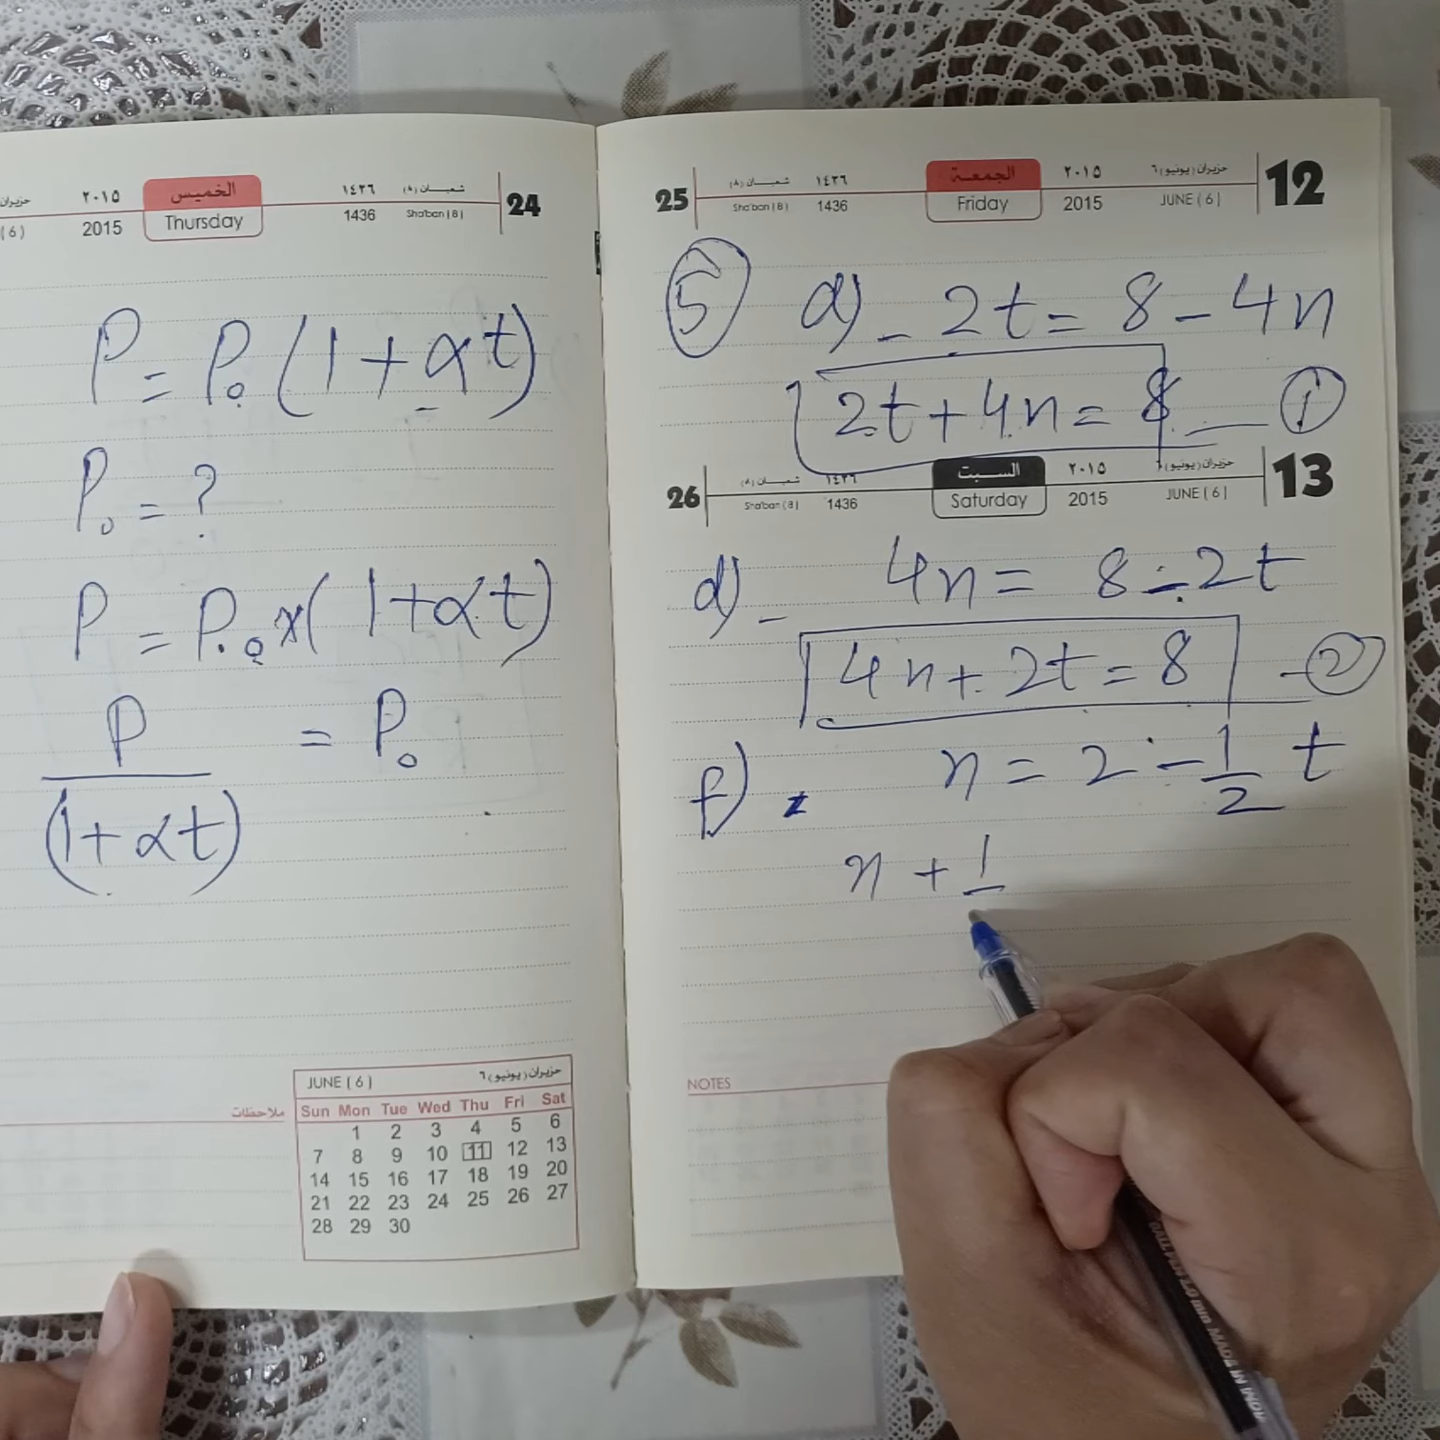 حزيران
( 6 )
٢٠١٥
2015
الخميس
Thursday
١٤٣٦
1436
شعبان (٨)
Sha'ban ( 8 )
24
P = P₀ (1 + αt)
P₀ = ?
P = P₀ × ( 1 + αt)
P / (1 + αt) = P₀
ملاحظات
JUNE ( 6 ) حزيران (يونيو) ٦
Sun Mon Tue Wed Thu Fri Sat
1 2 3 4 5 6
7 8 9 10 11 12 13
14 15 16 17 18 19 20
21 22 23 24 25 26 27
28 29 30
25
شعبان (٨)
Sha'ban ( 8 )
١٤٣٦
1436
الجمعة
Friday
٢٠١٥
2015
حزيران (يونيو) ٦
JUNE ( 6 )
12
5 d) - 2t = 8 - 4n
2t + 4n = 8 — 1
26
شعبان (٨)
Sha'ban ( 8 )
١٤٣٦
1436
السبت
Saturday
٢٠١٥
2015
حزيران (يونيو) ٦
JUNE ( 6 )
13
d) - 4n = 8 - 2t
4n + 2t = 8 - 2
f) n = 2 - 1/2 t
n + 1
NOTES